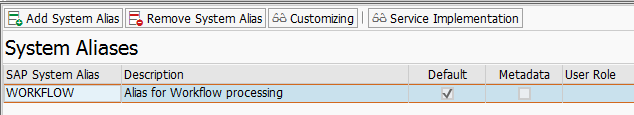 Add System Alias Remove System Alias Customizing Service Implementation
System Aliases
SAP System Alias Description Default Metadata User Role
WORKFLOW Alias for Workflow processing